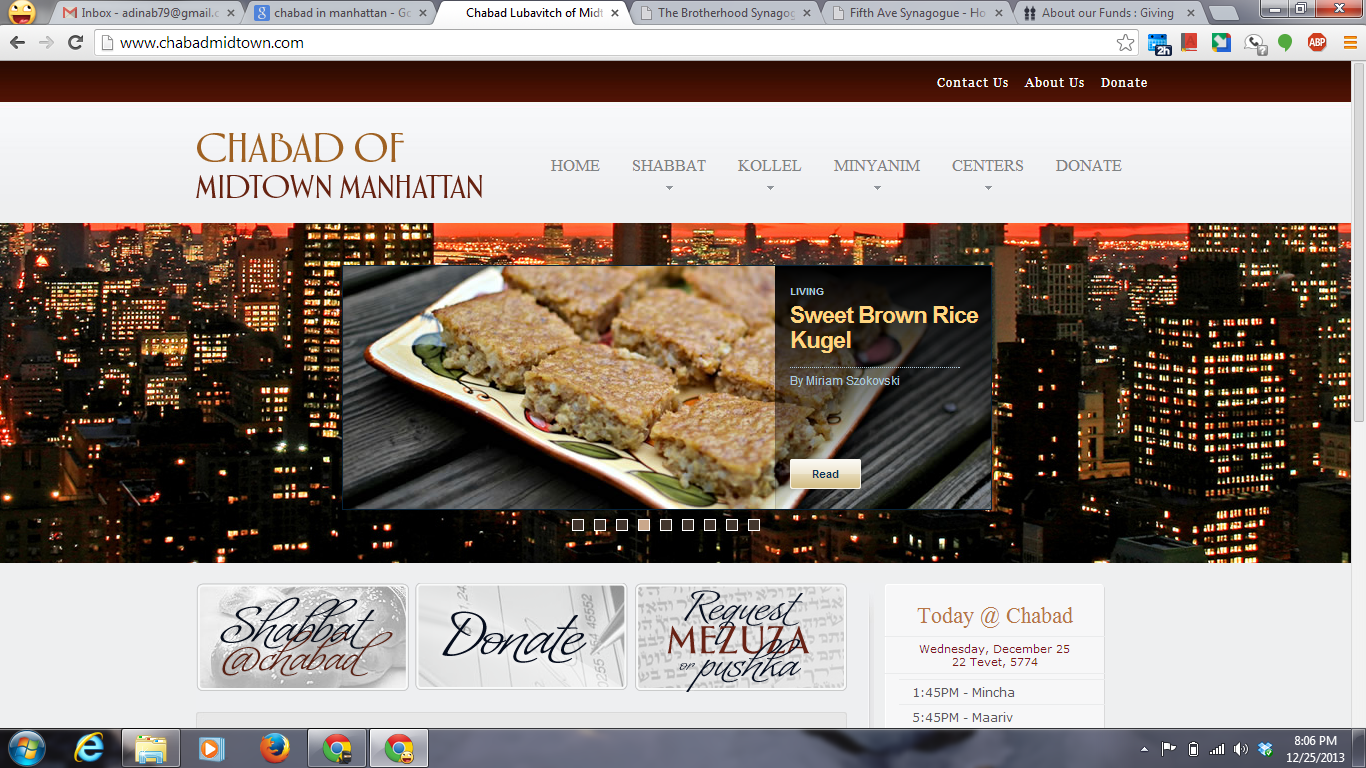 Inbox - adinab79@gmail.c
chabad in manhattan - Go
Chabad Lubavitch of Midt
The Brotherhood Synagog
Fifth Ave Synagogue - Ho
About our Funds : Giving
www.chabadmidtown.com
2h
?
ABP
Contact Us About Us Donate
CHABAD OF
MIDTOWN MANHATTAN
HOME SHABBAT KOLLEL MINYANIM CENTERS DONATE
LIVING
Sweet Brown Rice
Kugel
By Miriam Szokovski
Read
Shabbat
@chabad
Donate
Request
MEZUZA
or pushka
Today @ Chabad
Wednesday, December 25
22 Tevet, 5774
1:45PM - Mincha
5:45PM - Maariv
8:06 PM
12/25/2013